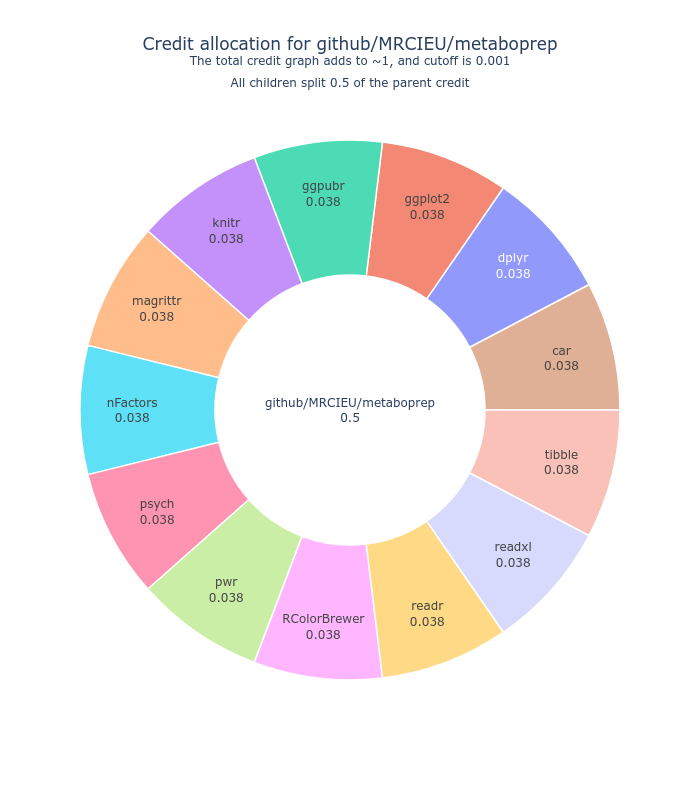 Credit allocation for github/MRCIEU/metaboprep
The total credit graph adds to ~1, and cutoff is 0.001
All children split 0.5 of the parent credit
ggpubr
0.038
ggplot2
0.038
knitr
0.038
dplyr
0.038
magrittr
0.038
car
0.038
nFactors
0.038
github/MRCIEU/metaboprep
0.5
tibble
0.038
psych
0.038
readxl
0.038
pwr
0.038
readr
0.038
RColorBrewer
0.038